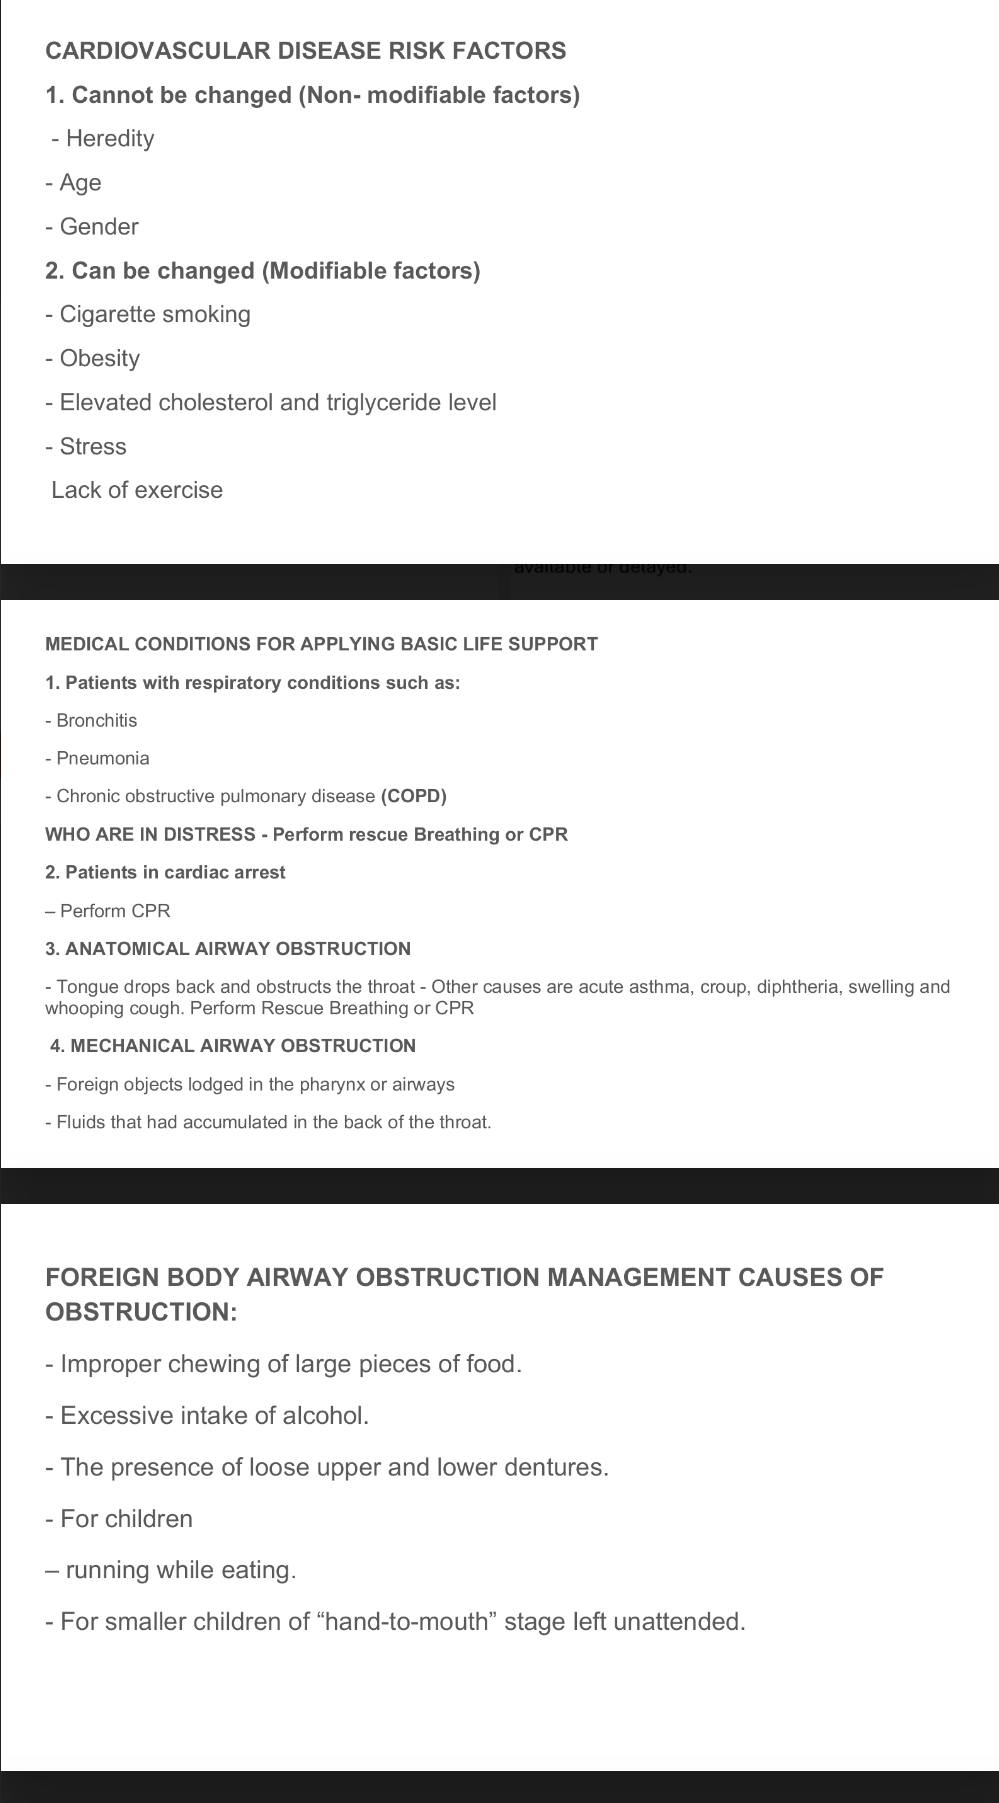 CARDIOVASCULAR DISEASE RISK FACTORS
1. Cannot be changed (Non- modifiable factors)
- Heredity
- Age
- Gender
2. Can be changed (Modifiable factors)
- Cigarette smoking
- Obesity
- Elevated cholesterol and triglyceride level
- Stress
Lack of exercise
available or delayed.
MEDICAL CONDITIONS FOR APPLYING BASIC LIFE SUPPORT
1. Patients with respiratory conditions such as:
- Bronchitis
- Pneumonia
- Chronic obstructive pulmonary disease (COPD)
WHO ARE IN DISTRESS - Perform rescue Breathing or CPR
2. Patients in cardiac arrest
– Perform CPR
3. ANATOMICAL AIRWAY OBSTRUCTION
- Tongue drops back and obstructs the throat - Other causes are acute asthma, croup, diphtheria, swelling and
whooping cough. Perform Rescue Breathing or CPR
4. MECHANICAL AIRWAY OBSTRUCTION
- Foreign objects lodged in the pharynx or airways
- Fluids that had accumulated in the back of the throat.
FOREIGN BODY AIRWAY OBSTRUCTION MANAGEMENT CAUSES OF
OBSTRUCTION:
- Improper chewing of large pieces of food.
- Excessive intake of alcohol.
- The presence of loose upper and lower dentures.
- For children
– running while eating.
- For smaller children of “hand-to-mouth” stage left unattended.